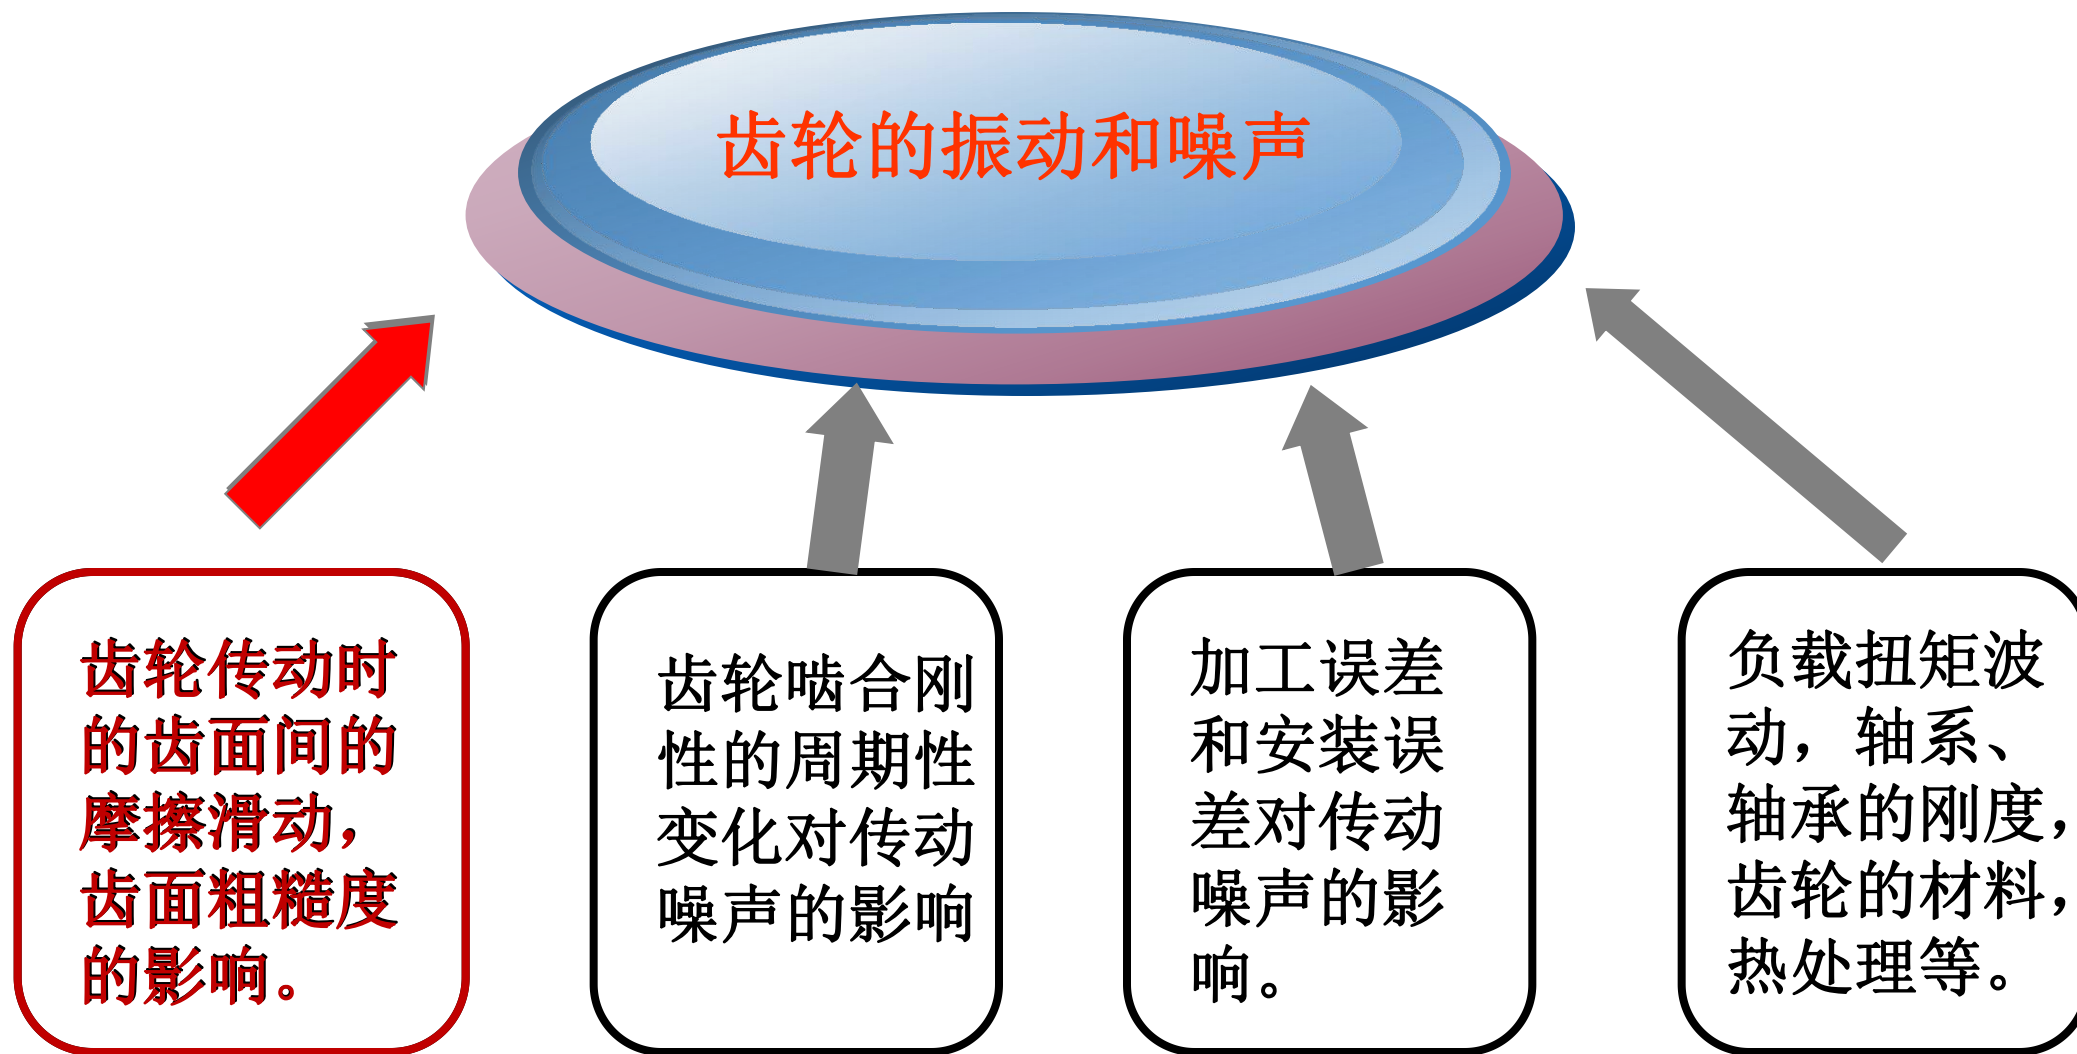 齿轮的振动和噪声
齿轮传动时
的齿面间的
摩擦滑动，
齿面粗糙度
的影响。
齿轮啮合刚
性的周期性
变化对传动
噪声的影响
加工误差
和安装误
差对传动
噪声的影
响。
负载扭矩波
动，轴系、
轴承的刚度，
齿轮的材料，
热处理等。